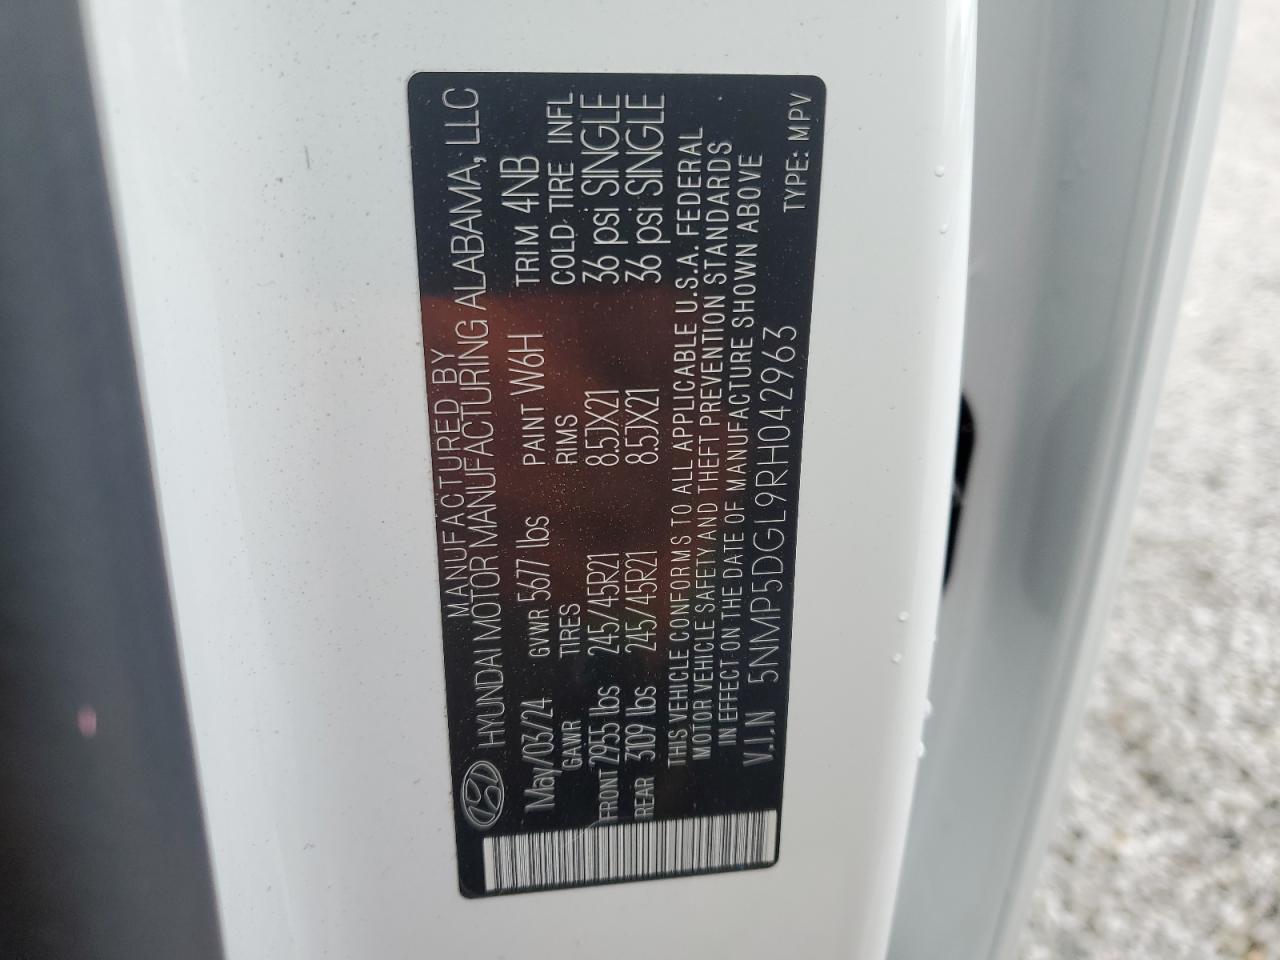 MANUFACTURED BY
HYUNDAI MOTOR MANUFACTURING ALABAMA, LLC
May/03/24 GVWR 5677 lbs PAINT W6H TRIM 4NB
GAWR TIRES RIMS COLD TIRE INFL
FRONT 2955 lbs 245/45R21 8.5JX21 36 psi SINGLE
REAR 3109 lbs 245/45R21 8.5JX21 36 psi SINGLE
THIS VEHICLE CONFORMS TO ALL APPLICABLE U.S.A. FEDERAL
MOTOR VEHICLE SAFETY AND THEFT PREVENTION STANDARDS
IN EFFECT ON THE DATE OF MANUFACTURE SHOWN ABOVE
V.I.N 5NMP5DGL9RH042963
TYPE: MPV